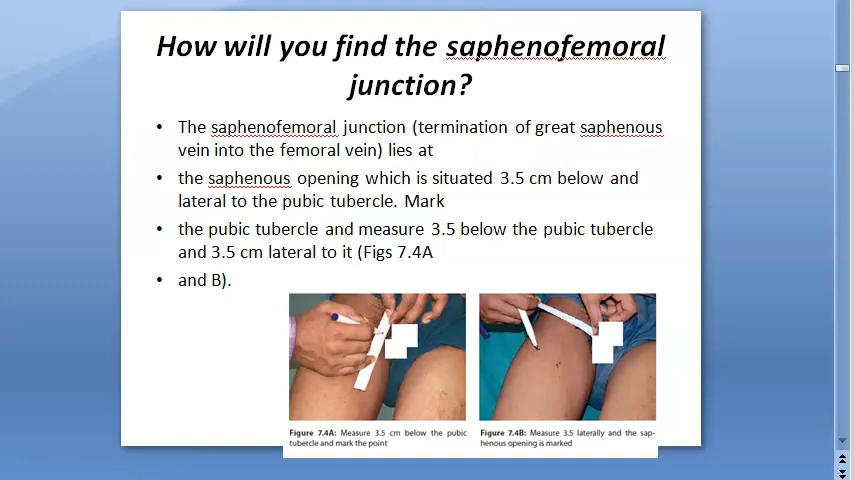 How will you find the saphenofemoral
junction?
• The saphenofemoral junction (termination of great saphenous
vein into the femoral vein) lies at
• the saphenous opening which is situated 3.5 cm below and
lateral to the pubic tubercle. Mark
• the pubic tubercle and measure 3.5 below the pubic tubercle
and 3.5 cm lateral to it (Figs 7.4A
• and B).
Figure 7.4A: Measure 3.5 cm below the pubic
tubercle and mark the point
Figure 7.4B: Measure 3.5 laterally and the sap-
henous opening is marked